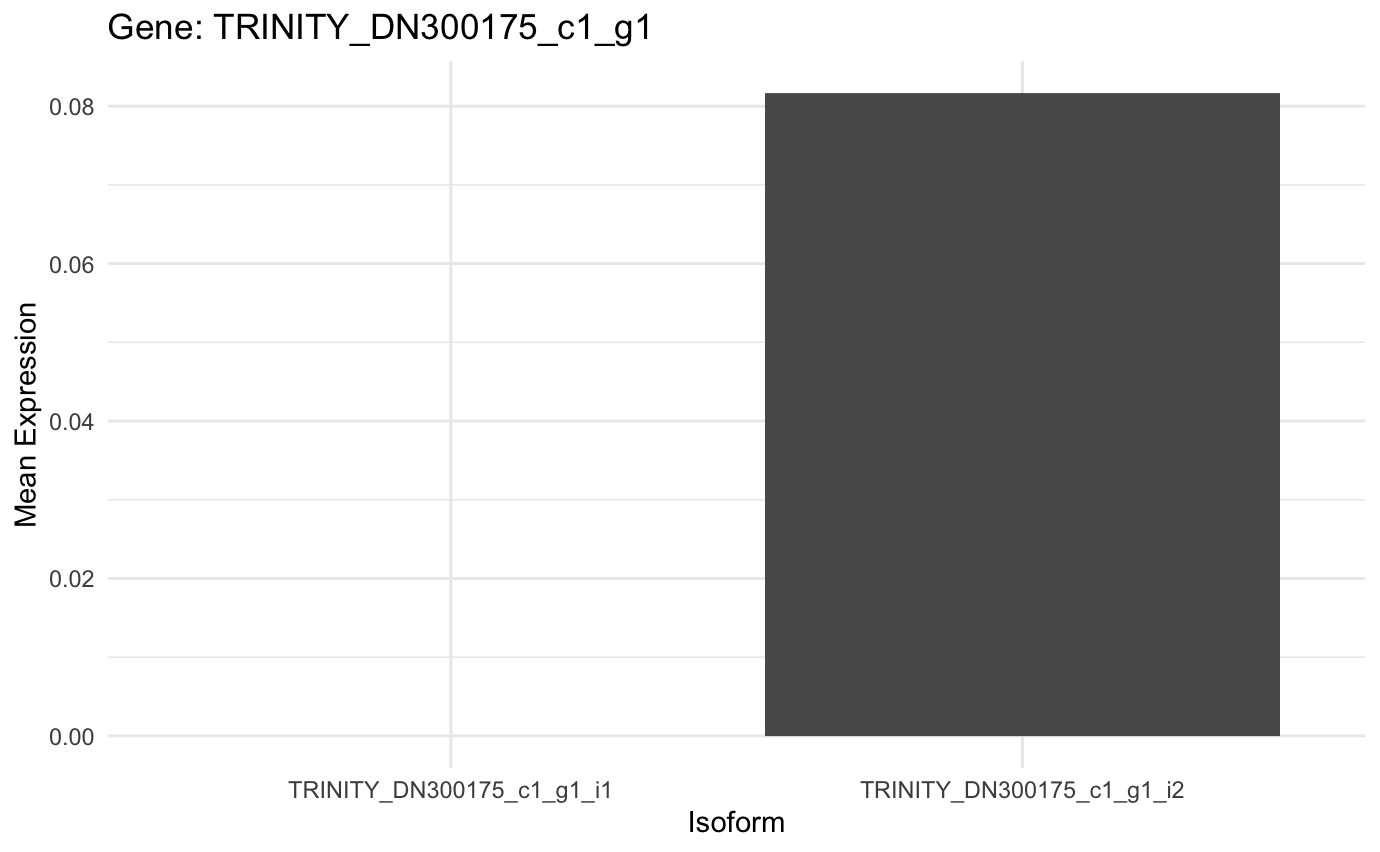 Gene: TRINITY_DN300175_c1_g1
Mean Expression
0.08
0.06
0.04
0.02
0.00
TRINITY_DN300175_c1_g1_i1
TRINITY_DN300175_c1_g1_i2
Isoform